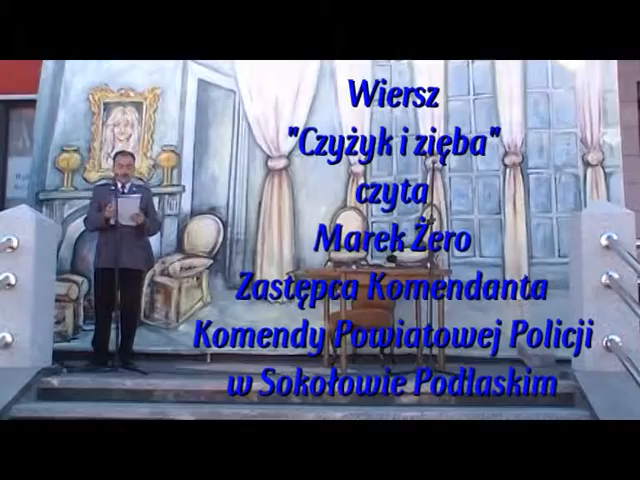 Wiersz
"Czyżyk i zięba"
czyta
Marek Żero
Zastępca Komendanta
Komendy Powiatowej Policji
w Sokołowie Podlaskim